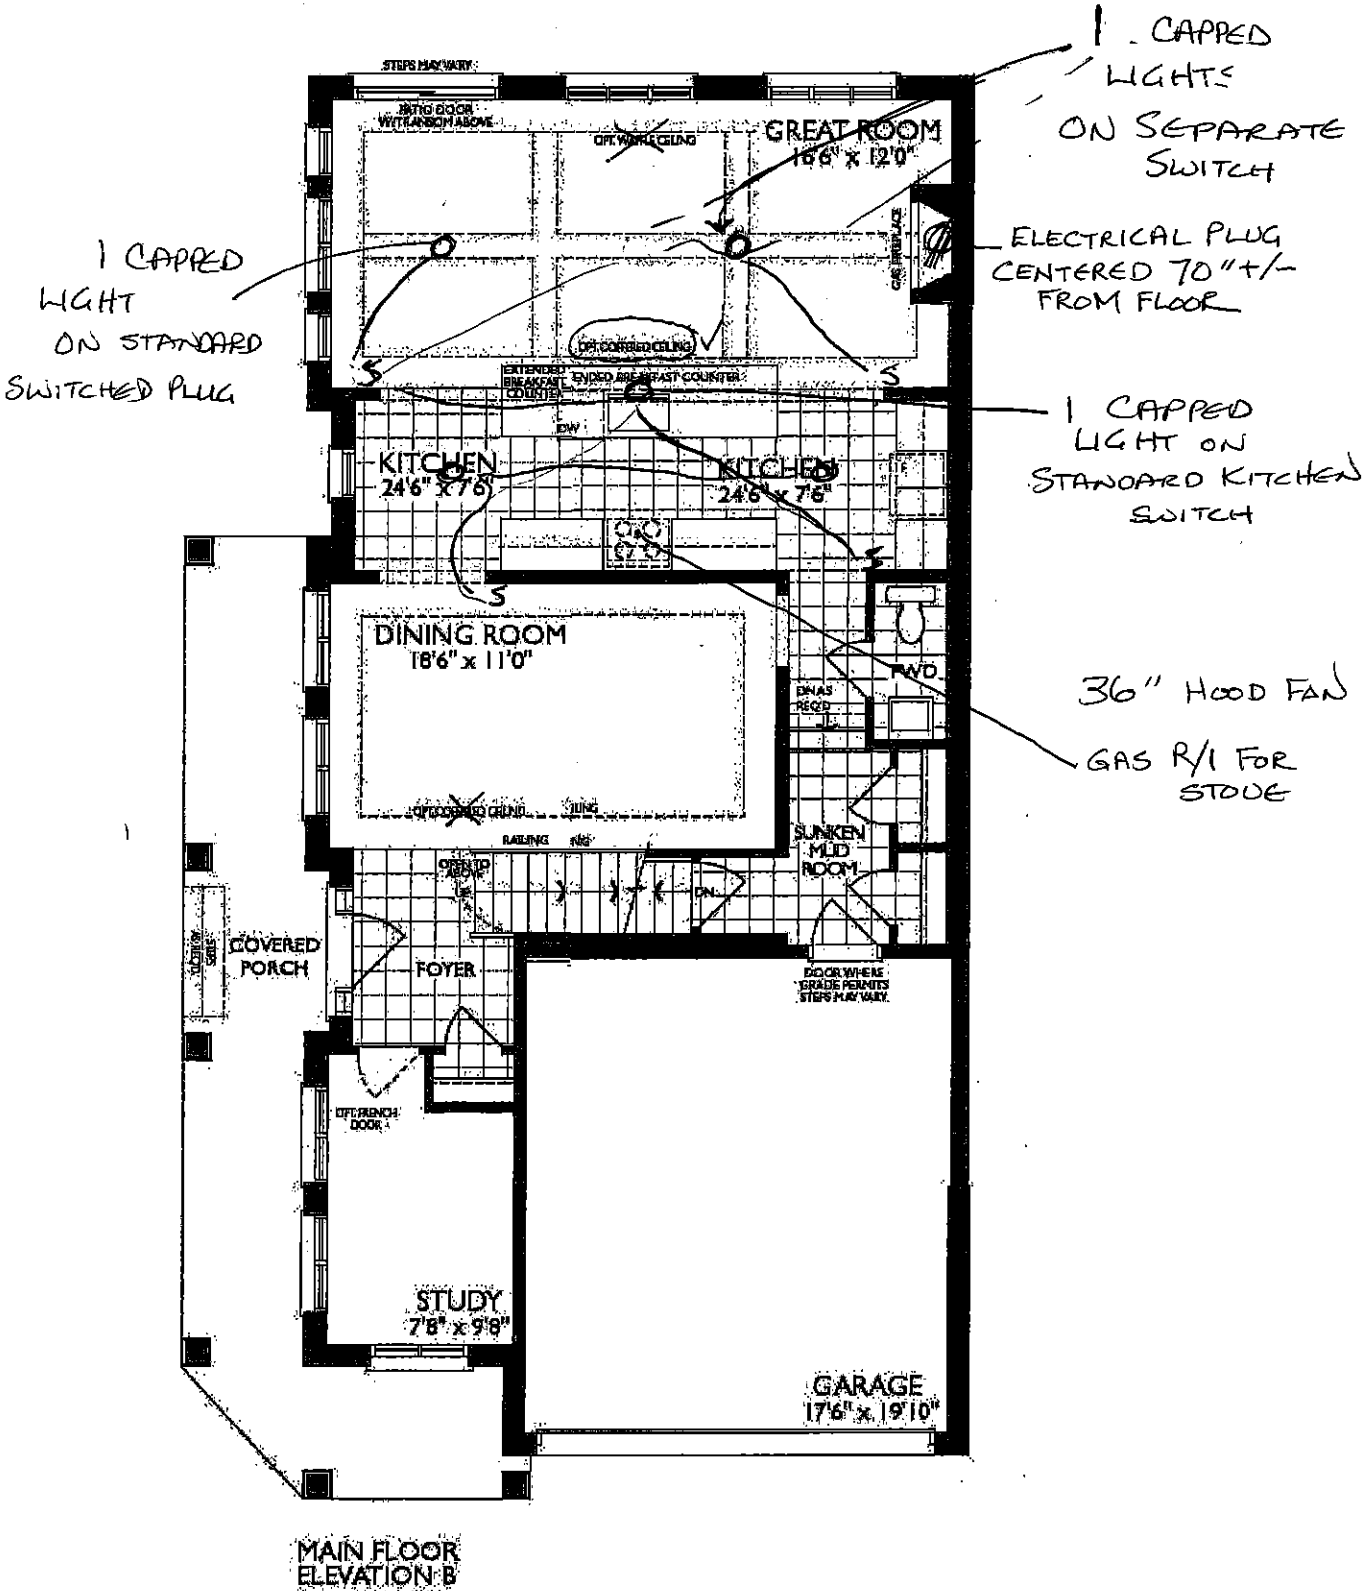 1 CAPPED
LIGHTS
ON SEPARATE
SWITCH
STEPS MAY VARY
PATIO DOOR
W/TRANSOM ABOVE
OPT. WAFFLE CEILING
GREAT ROOM
16'6" x 12'0"
GAS FIREPLACE
ELECTRICAL PLUG
CENTERED 70" +/-
FROM FLOOR
1 CAPPED
LIGHT
ON STANDARD
SWITCHED PLUG
OPT. COFFERED CEILING
S
S
EXTENDED
BREAKFAST
COUNTER
ENDED BREAKFAST COUNTER
DW
1 CAPPED
LIGHT ON
STANDARD KITCHEN
SWITCH
KITCHEN
24'6" x 7'6"
KITCHEN
24'6" x 7'6"
S
S
DINING ROOM
18'6" x 11'0"
PWD.
36" HOOD FAN
GAS R/I FOR
STOVE
OPT. COFFERED CEILING
RAILING
OPEN TO
ABOVE
DN
SUNKEN
MUD
ROOM
COVERED
PORCH
FOYER
DOOR WHERE
GRADE PERMITS
STEPS MAY VARY
OPT. FRENCH
DOOR
STUDY
7'8" x 9'8"
GARAGE
17'6" x 19'10"
MAIN FLOOR
ELEVATION B